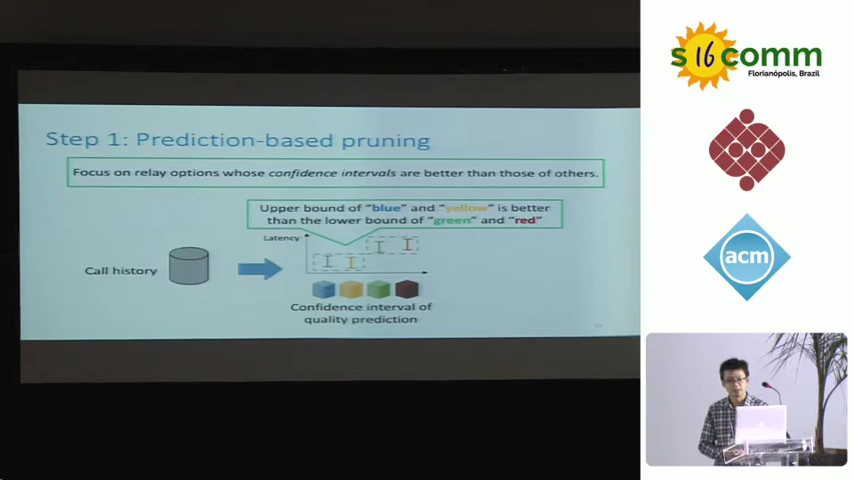 s16comm
Florianópolis, Brazil
Step 1: Prediction-based pruning
Focus on relay options whose confidence intervals are better than those of others.
Upper bound of "blue" and "yellow" is better
than the lower bound of "green" and "red"
Latency
Call history
Confidence interval of
quality prediction
acm